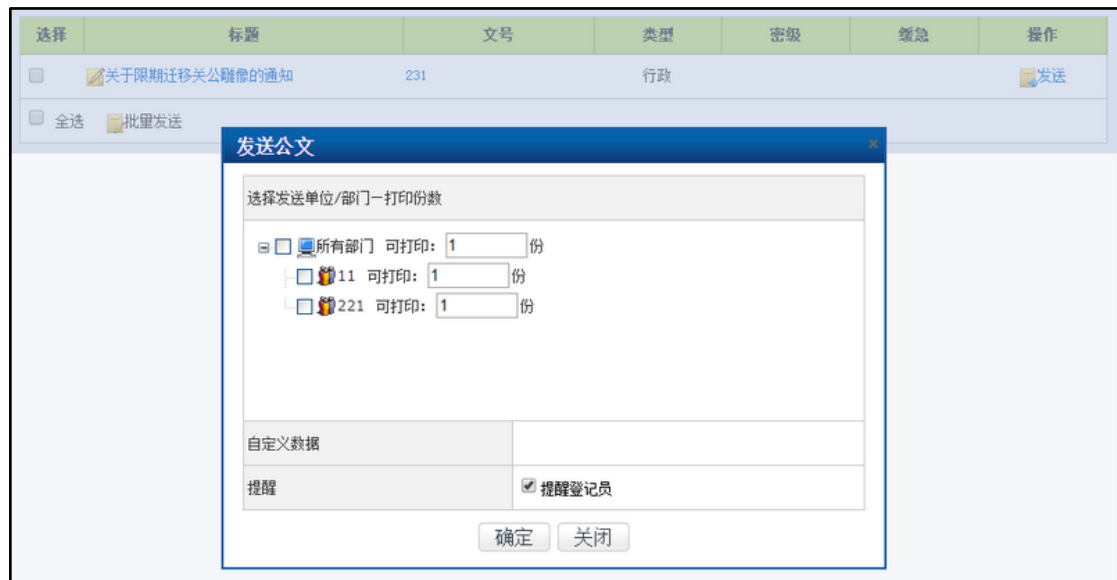 选择 标题 文号 类型 密级 缓急 操作
关于限期迁移关公雕像的通知 231 行政 发送
全选 批量发送
发送公文 ×
选择发送单位/部门一打印份数
所有部门 可打印: 1 份
11 可打印: 1 份
221 可打印: 1 份
自定义数据
提醒 提醒登记员
确定 关闭